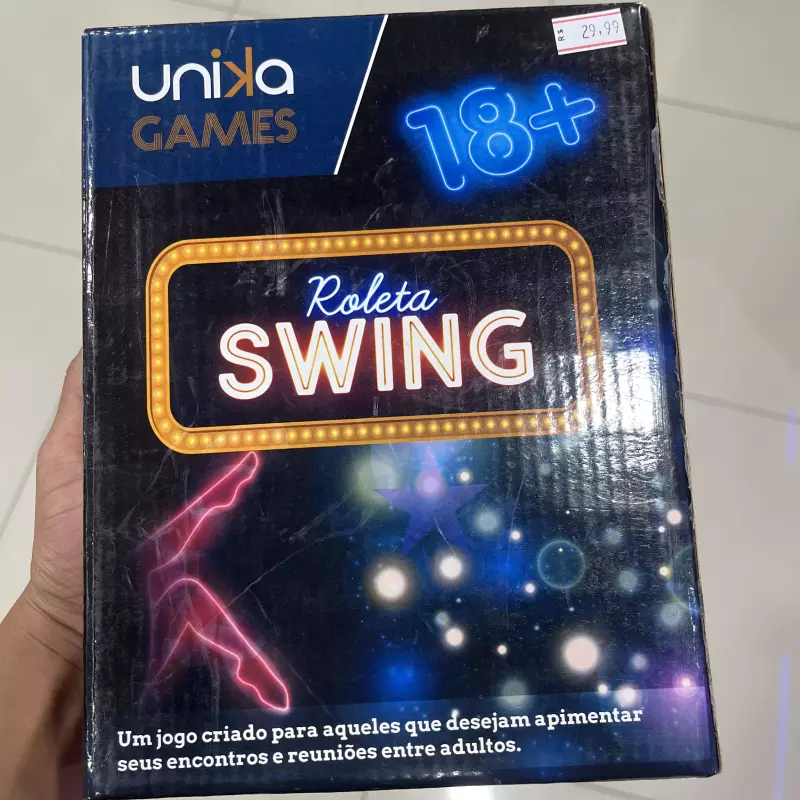 unika
GAMES
R$ 29,99
18+
Roleta
SWING
Um jogo criado para aqueles que desejam apimentar
seus encontros e reuniões entre adultos.